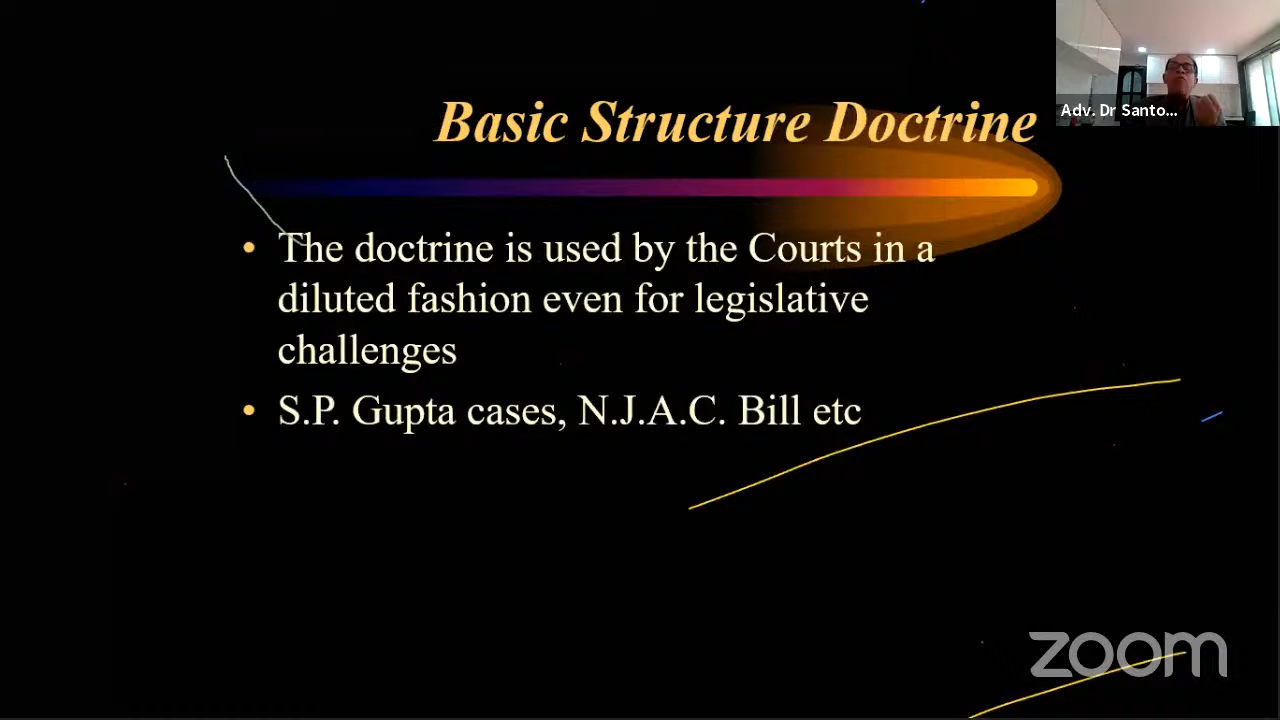 Basic Structure Doctrine
Adv. Dr Santo...
• The doctrine is used by the Courts in a
diluted fashion even for legislative
challenges
• S.P. Gupta cases, N.J.A.C. Bill etc
zoom